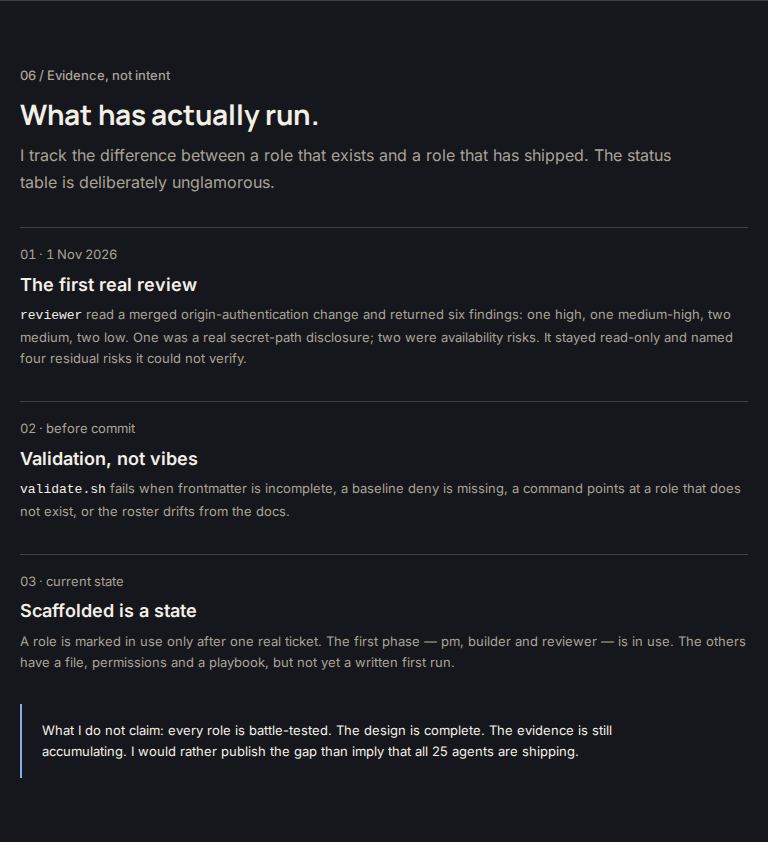 06 / Evidence, not intent
What has actually run.
I track the difference between a role that exists and a role that has shipped. The status
table is deliberately unglamorous.
01 · 1 Nov 2026
The first real review
reviewer read a merged origin-authentication change and returned six findings: one high, one medium-high, two
medium, two low. One was a real secret-path disclosure; two were availability risks. It stayed read-only and named
four residual risks it could not verify.
02 · before commit
Validation, not vibes
validate.sh fails when frontmatter is incomplete, a baseline deny is missing, a command points at a role that does
not exist, or the roster drifts from the docs.
03 · current state
Scaffolded is a state
A role is marked in use only after one real ticket. The first phase — pm, builder and reviewer — is in use. The others
have a file, permissions and a playbook, but not yet a written first run.
What I do not claim: every role is battle-tested. The design is complete. The evidence is still
accumulating. I would rather publish the gap than imply that all 25 agents are shipping.